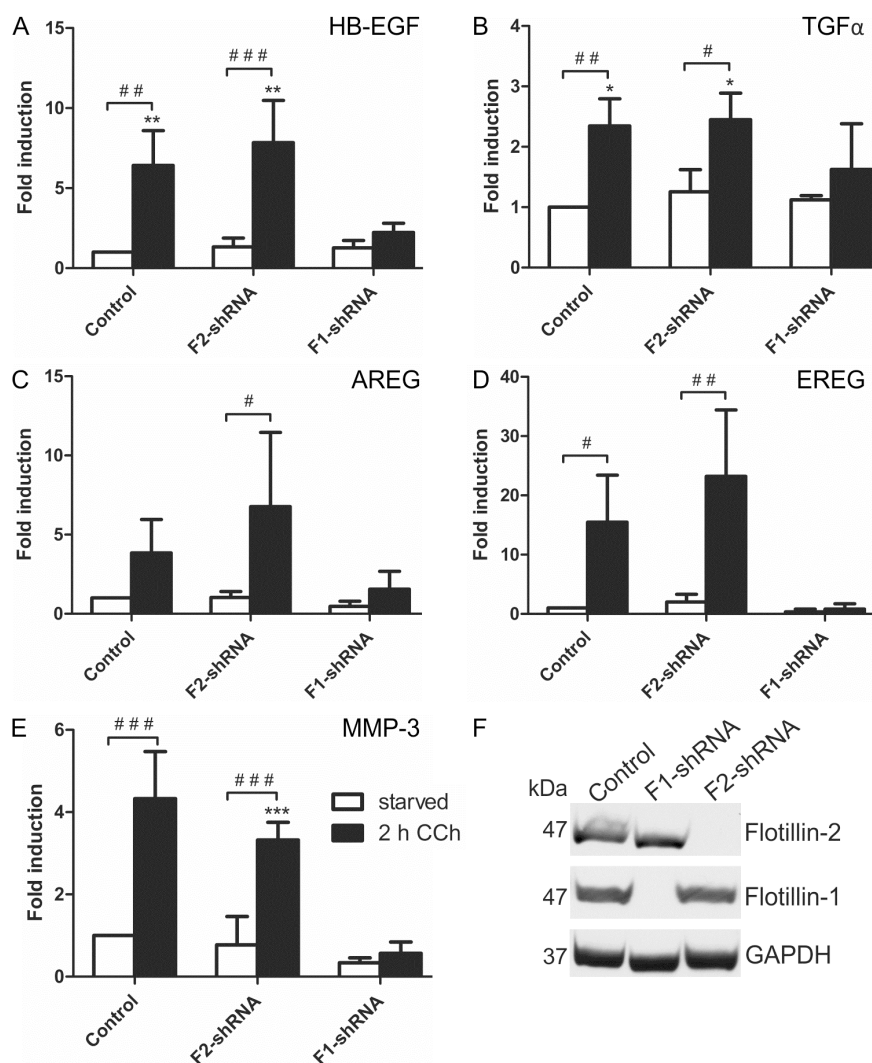 A
HB-EGF
Fold induction
15
10
5
0
# #
**
# # #
**
Control
F2-shRNA
F1-shRNA
B
TGFα
Fold induction
4
3
2
1
0
# #
*
#
*
Control
F2-shRNA
F1-shRNA
C
AREG
Fold induction
15
10
5
0
#
Control
F2-shRNA
F1-shRNA
D
EREG
Fold induction
40
30
20
10
0
#
# #
Control
F2-shRNA
F1-shRNA
E
MMP-3
Fold induction
6
4
2
0
# # #
# # #
***
starved
2 h CCh
Control
F2-shRNA
F1-shRNA
F
kDa
Control
F1-shRNA
F2-shRNA
47
Flotillin-2
47
Flotillin-1
37
GAPDH